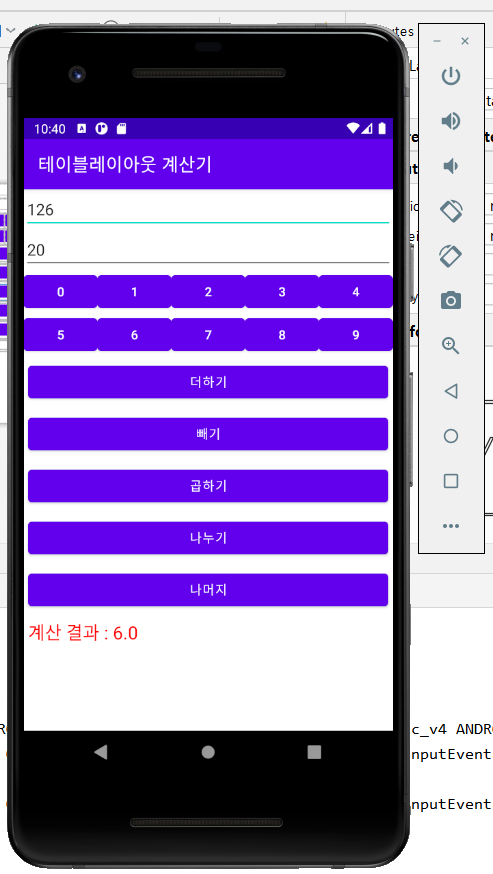 10:40
테이블레이아웃 계산기
126
20
0 1 2 3 4
5 6 7 8 9
더하기
빼기
곱하기
나누기
나머지
계산 결과 : 6.0
c_v4 ANDR
nputEvent
nputEvent